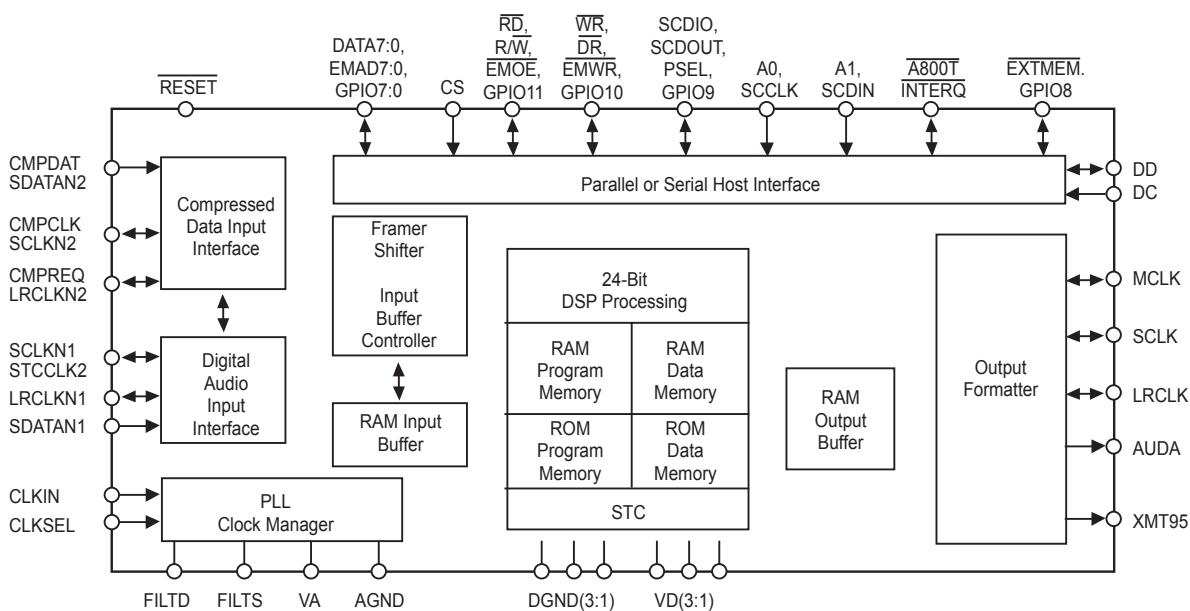 DATA7:0,
EMAD7:0,
GPIO7:0
RD,
R/W,
EMOE,
GPIO11
WR,
DR,
EMWR,
GPIO10
SCDIO,
SCDOUT,
PSEL,
GPIO9
RESET
CS
A0,
SCCLK
A1,
SCDIN
A800T
INTERQ
EXTMEM.
GPIO8
CMPDAT
SDATAN2
CMPCLK
SCLKN2
CMPREQ
LRCLKN2
SCLKN1
STCCLK2
LRCLKN1
SDATAN1
CLKIN
CLKSEL
Compressed
Data Input
Interface
Digital
Audio
Input
Interface
PLL
Clock Manager
Parallel or Serial Host Interface
Framer
Shifter
Input
Buffer
Controller
RAM Input
Buffer
24-Bit
DSP Processing
RAM
Program
Memory
RAM
Data
Memory
ROM
Program
Memory
ROM
Data
Memory
STC
RAM
Output
Buffer
Output
Formatter
DD
DC
MCLK
SCLK
LRCLK
AUDA
XMT95
FILTD
FILTS
VA
AGND
DGND(3:1)
VD(3:1)